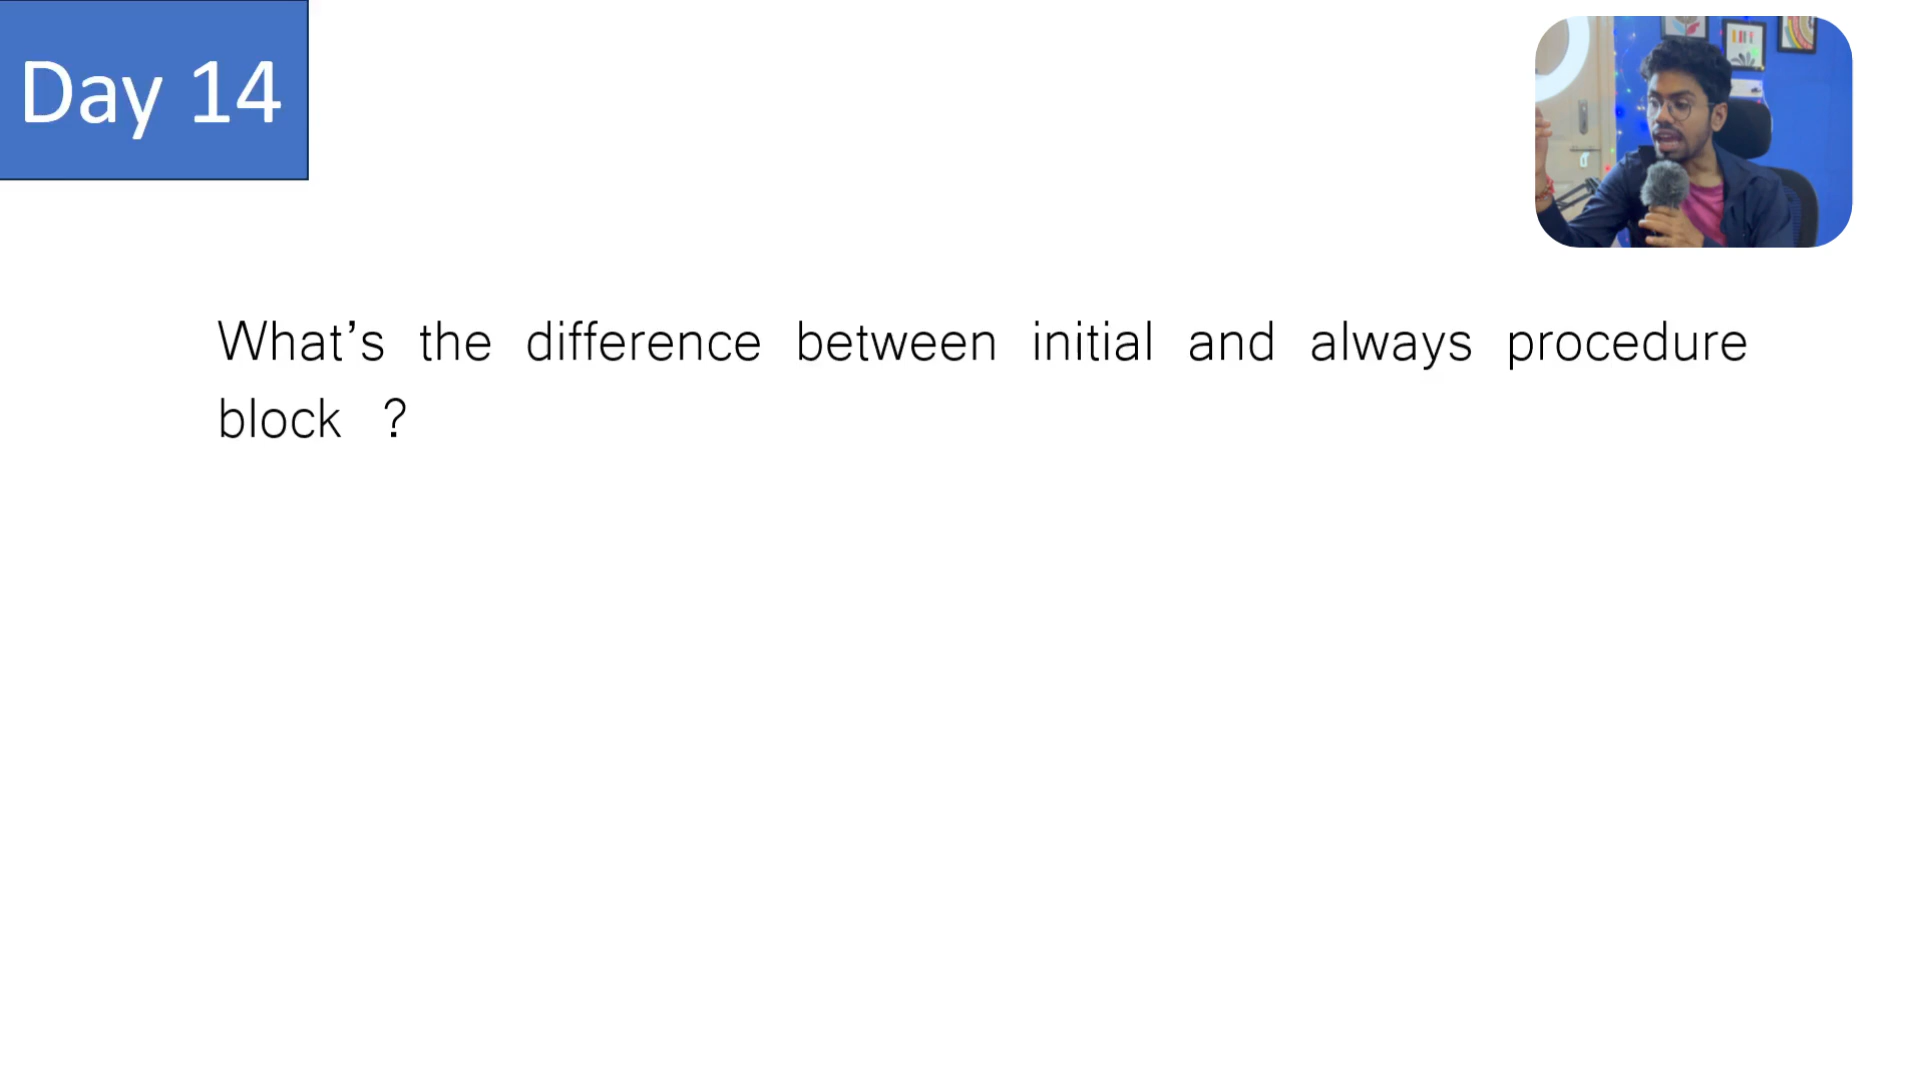 Day 14
What’s the difference between initial and always procedure
block ?